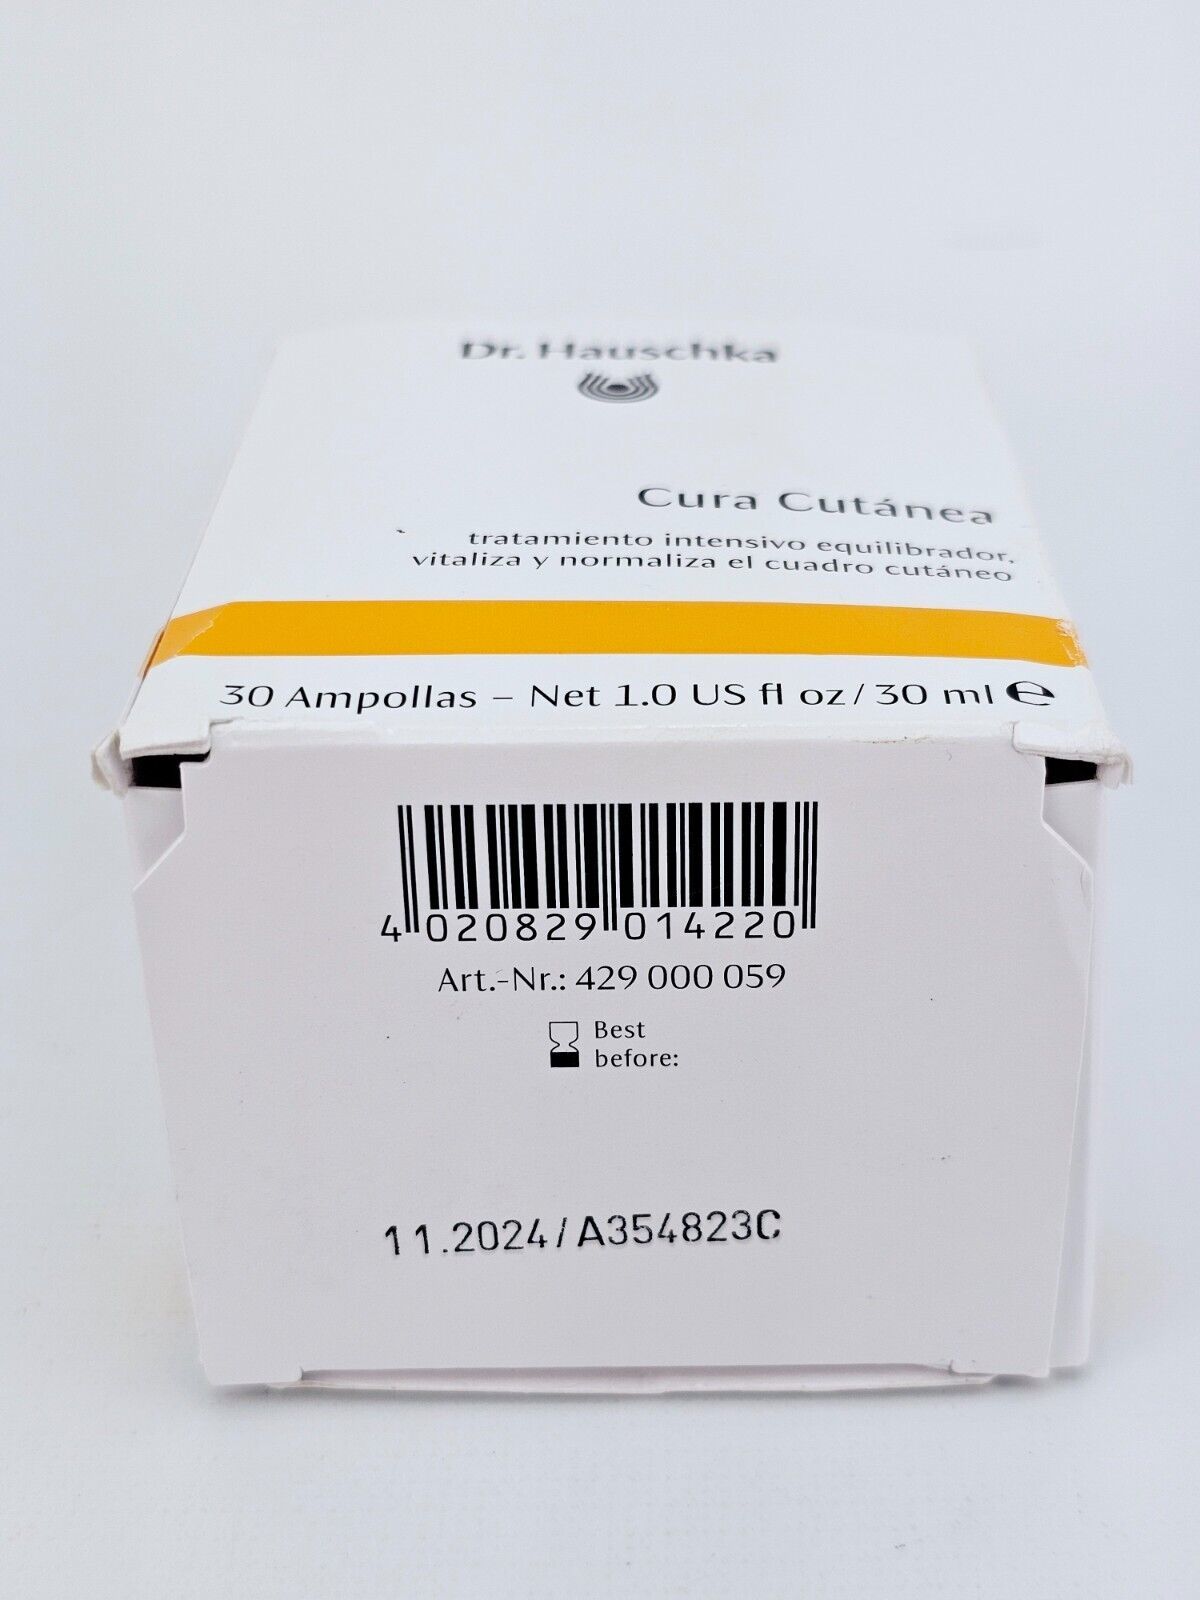 Dr. Hauschka
Cura Cutánea
tratamiento intensivo equilibrador,
vitaliza y normaliza el cuadro cutáneo
30 Ampollas – Net 1.0 US fl oz / 30 ml ℮
4 020829 014220
Art.-Nr.: 429 000 059
Best
before:
11.2024/A354823C